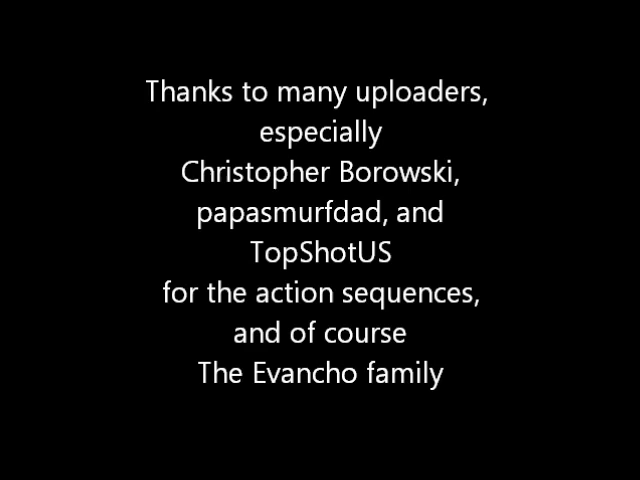 Thanks to many uploaders,
especially
Christopher Borowski,
papasmurfdad, and
TopShotUS
for the action sequences,
and of course
The Evancho family